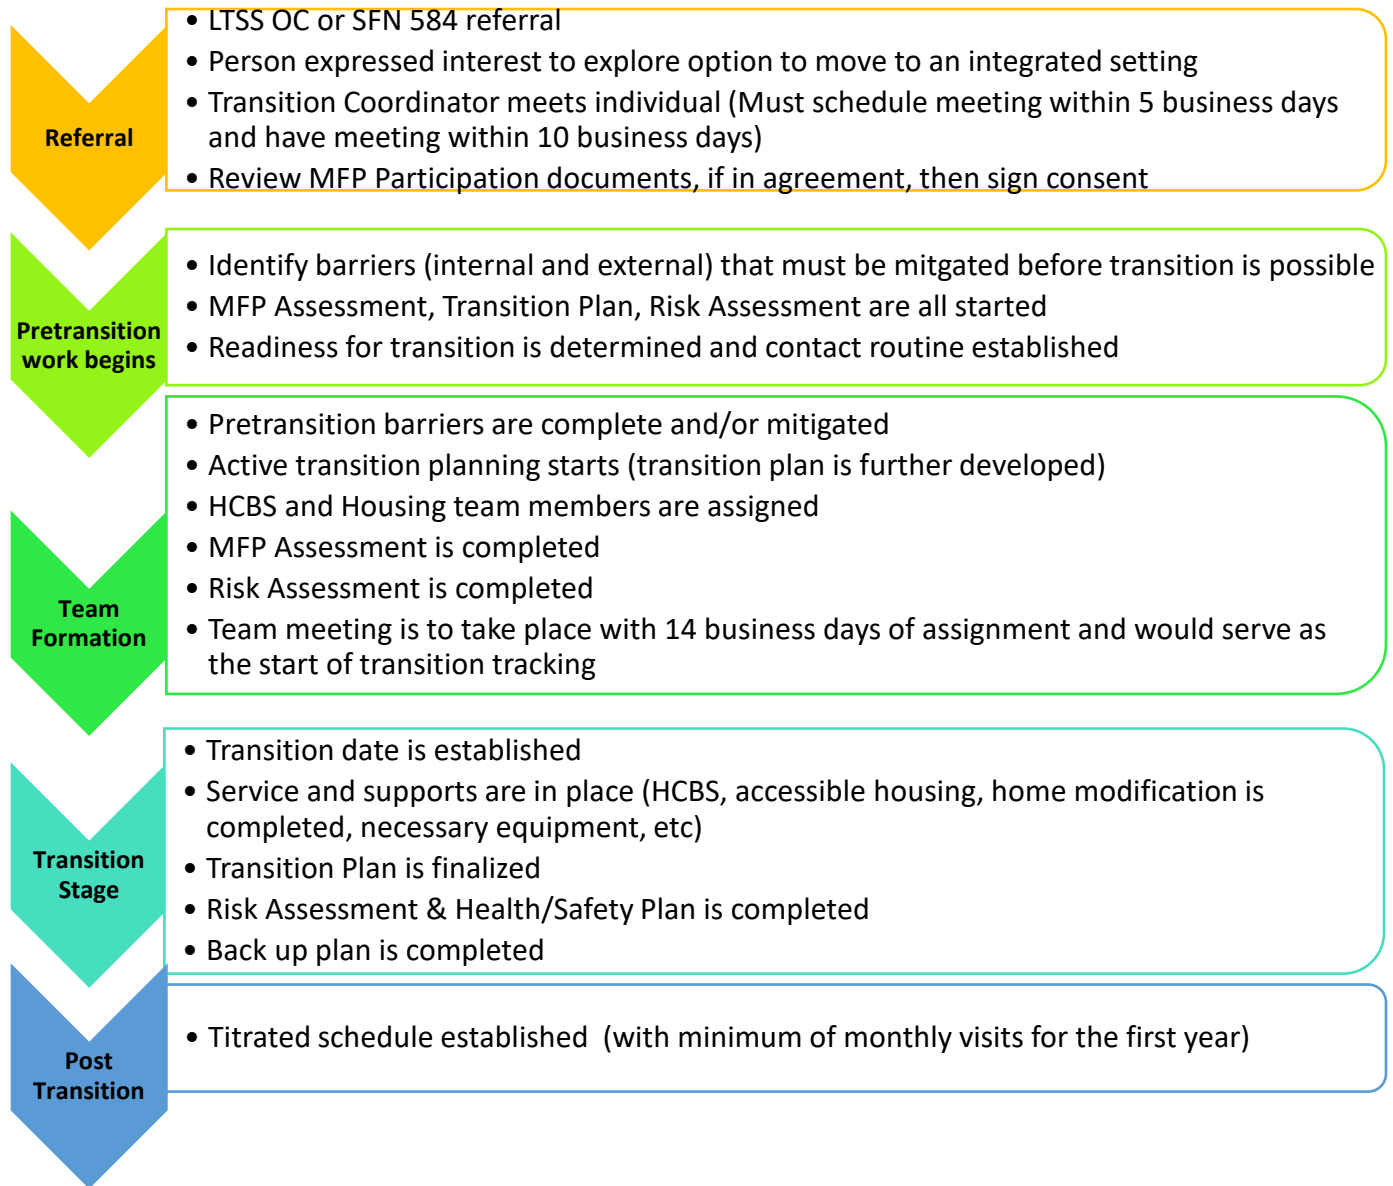 Referral
• LTSS OC or SFN 584 referral
• Person expressed interest to explore option to move to an integrated setting
• Transition Coordinator meets individual (Must schedule meeting within 5 business days
and have meeting within 10 business days)
• Review MFP Participation documents, if in agreement, then sign consent
Pretransition
work begins
• Identify barriers (internal and external) that must be mitgated before transition is possible
• MFP Assessment, Transition Plan, Risk Assessment are all started
• Readiness for transition is determined and contact routine established
Team
Formation
• Pretransition barriers are complete and/or mitigated
• Active transition planning starts (transition plan is further developed)
• HCBS and Housing team members are assigned
• MFP Assessment is completed
• Risk Assessment is completed
• Team meeting is to take place with 14 business days of assignment and would serve as
the start of transition tracking
Transition
Stage
• Transition date is established
• Service and supports are in place (HCBS, accessible housing, home modification is
completed, necessary equipment, etc)
• Transition Plan is finalized
• Risk Assessment & Health/Safety Plan is completed
• Back up plan is completed
Post
Transition
• Titrated schedule established (with minimum of monthly visits for the first year)